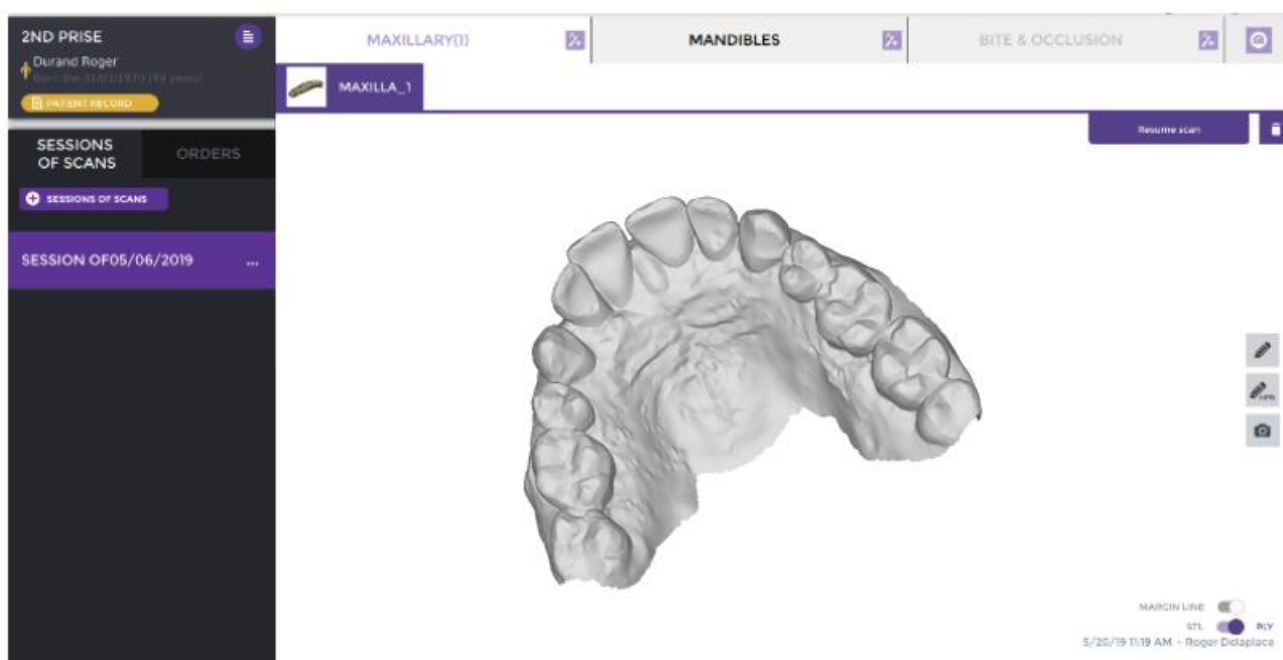 2ND PRISE
Durand Roger
PATIENT RECORD
SESSIONS
OF SCANS
ORDERS
SESSIONS OF SCANS
SESSION OF05/06/2019
...
MAXILLARY(1)
MANDIBLES
BITE & OCCLUSION
MAXILLA_1
Resume scan
MARGIN LINE
STL PLY
5/20/19 11:19 AM - Roger Delaplace